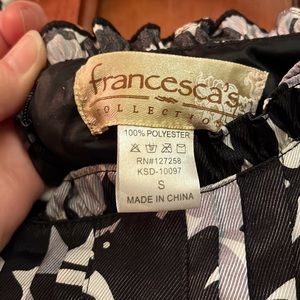 francesca's
COLLECTIONS
100% POLYESTER
RN#127258
KSD-10097
S
MADE IN CHINA